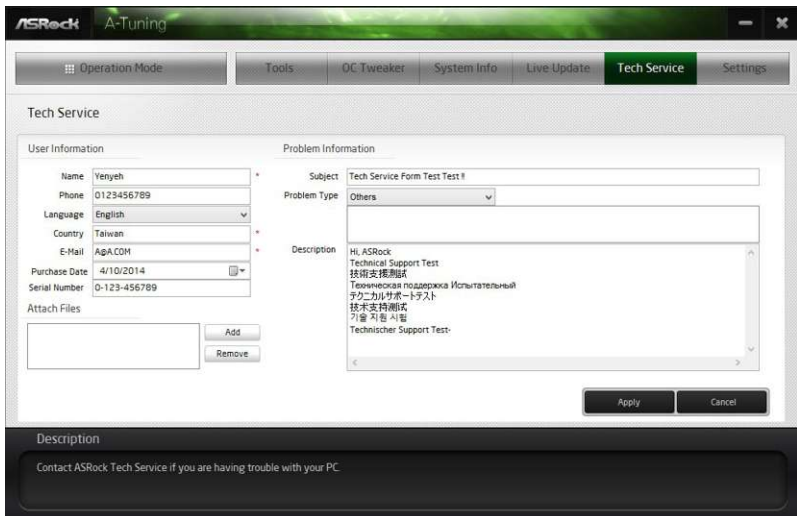 ASRock A-Tuning
Operation Mode Tools OC Tweaker System Info Live Update Tech Service Settings
Tech Service
User Information
Name Yenyeh *
Phone 0123456789
Language English
Country Taiwan *
E-Mail A@A.COM *
Purchase Date 4/10/2014
Serial Number 0-123-456789
Attach Files
Add
Remove
Problem Information
Subject Tech Service Form Test Test !!
Problem Type Others
Description Hi, ASRock
Technical Support Test
技術支援測試
Техническая поддержка Испытательный
テクニカルサポートテスト
技术支持测试
기술 지원 시험
Technischer Support Test-
Apply Cancel
Description
Contact ASRock Tech Service if you are having trouble with your PC.